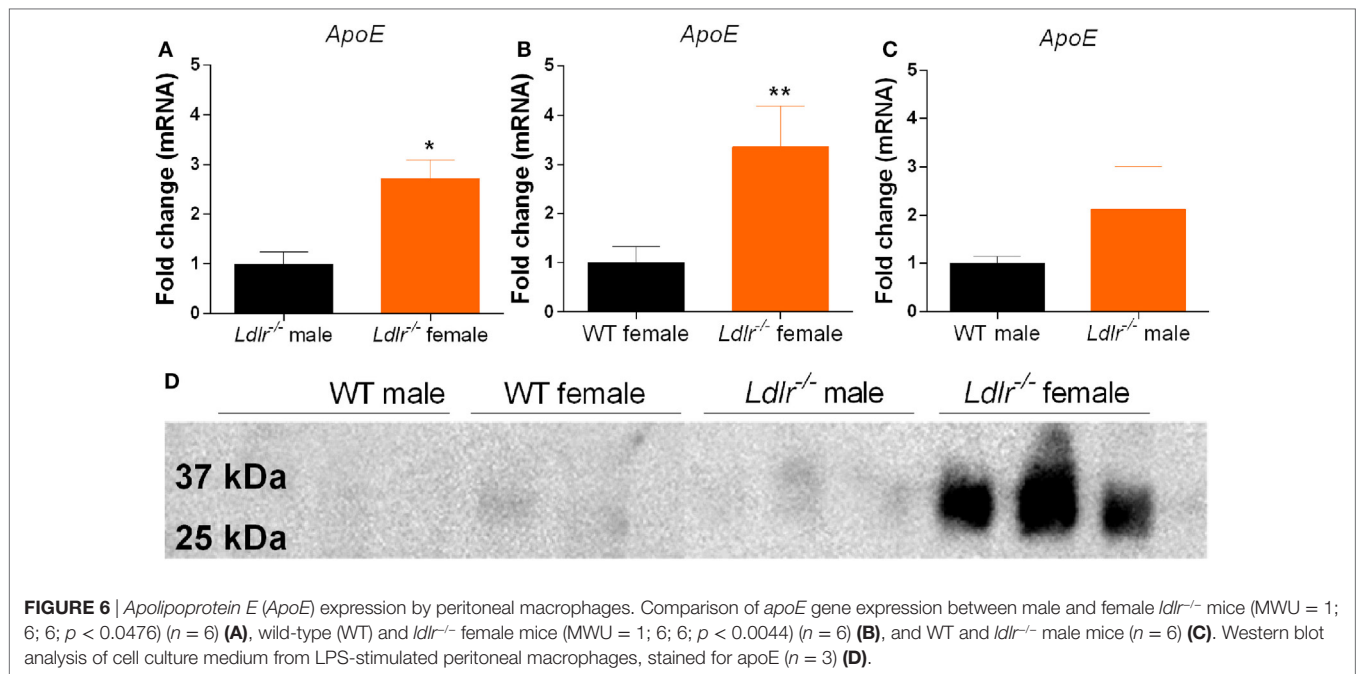 A
ApoE
Fold change (mRNA)
5
4
3
2
1
0
*
Ldlr-/- male
Ldlr-/- female
B
ApoE
Fold change (mRNA)
5
4
3
2
1
0
**
WT female
Ldlr-/- female
C
ApoE
Fold change (mRNA)
5
4
3
2
1
0
WT male
Ldlr-/- male
D
WT male
WT female
Ldlr-/- male
Ldlr-/- female
37 kDa
25 kDa
FIGURE 6 | Apolipoprotein E (ApoE) expression by peritoneal macrophages. Comparison of apoE gene expression between male and female ldlr−/− mice (MWU = 1;
6; 6; p < 0.0476) (n = 6) (A), wild-type (WT) and ldlr−/− female mice (MWU = 1; 6; 6; p < 0.0044) (n = 6) (B), and WT and ldlr−/− male mice (n = 6) (C). Western blot
analysis of cell culture medium from LPS-stimulated peritoneal macrophages, stained for apoE (n = 3) (D).